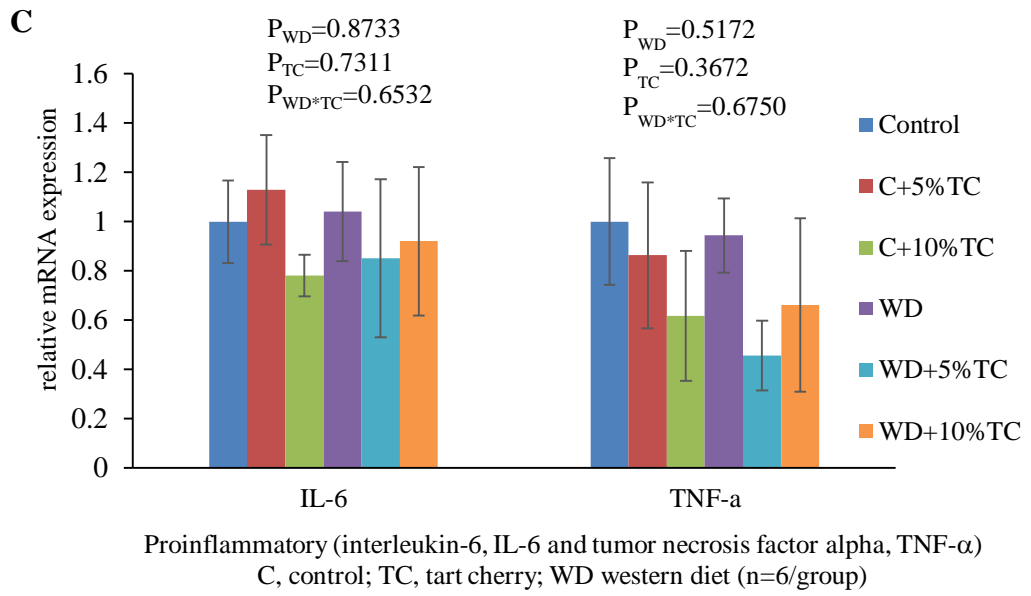 C
P_WD=0.8733
P_TC=0.7311
P_WD*TC=0.6532
P_WD=0.5172
P_TC=0.3672
P_WD*TC=0.6750
relative mRNA expression
1.6
1.4
1.2
1
0.8
0.6
0.4
0.2
0
IL-6
TNF-a
Control
C+5%TC
C+10%TC
WD
WD+5%TC
WD+10%TC
Proinflammatory (interleukin-6, IL-6 and tumor necrosis factor alpha, TNF-α)
C, control; TC, tart cherry; WD western diet (n=6/group)